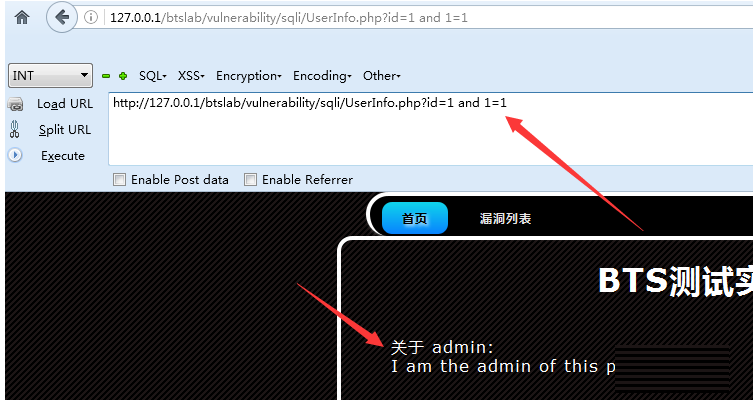 127.0.0.1/btslab/vulnerability/sqli/UserInfo.php?id=1 and 1=1
INT SQL XSS Encryption Encoding Other
Load URL http://127.0.0.1/btslab/vulnerability/sqli/UserInfo.php?id=1 and 1=1
Split URL
Execute
Enable Post data Enable Referrer
首页 漏洞列表
BTS测试实
关于 admin:
I am the admin of this p